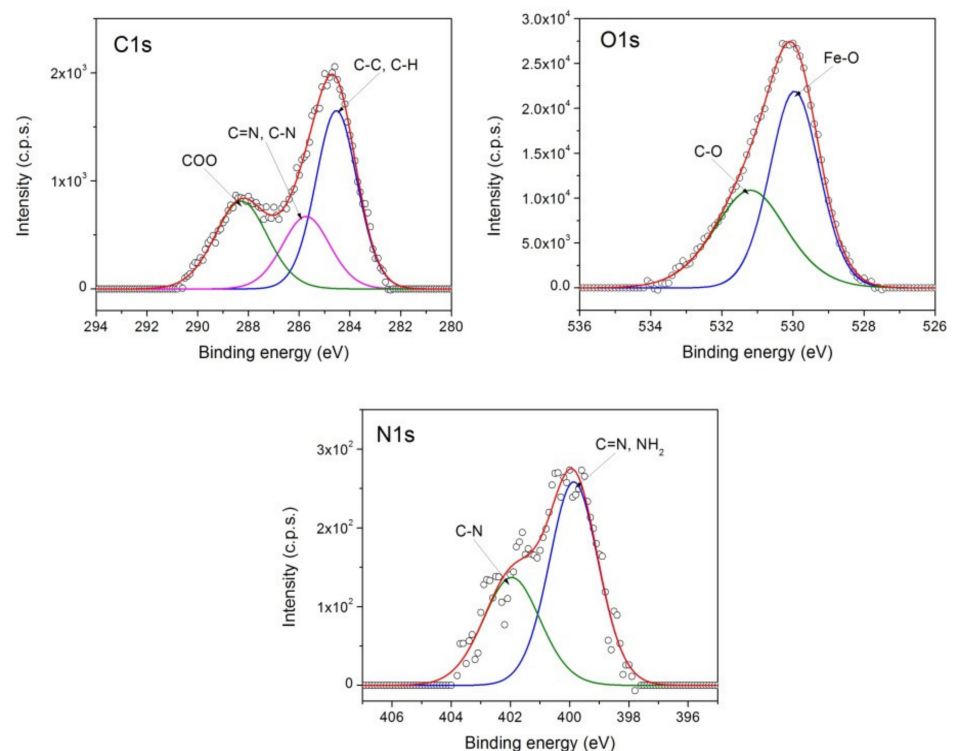 C1s
C-C, C-H
C=N, C-N
COO
2x10³
1x10³
0
Intensity (c.p.s.)
294 292 290 288 286 284 282 280
Binding energy (eV)
O1s
Fe-O
C-O
3.0x10⁴
2.5x10⁴
2.0x10⁴
1.5x10⁴
1.0x10⁴
5.0x10³
0.0
Intensity (c.p.s.)
536 534 532 530 528 526
Binding energy (eV)
N1s
C=N, NH₂
C-N
3x10²
2x10²
1x10²
0
Intensity (c.p.s.)
406 404 402 400 398 396
Binding energy (eV)